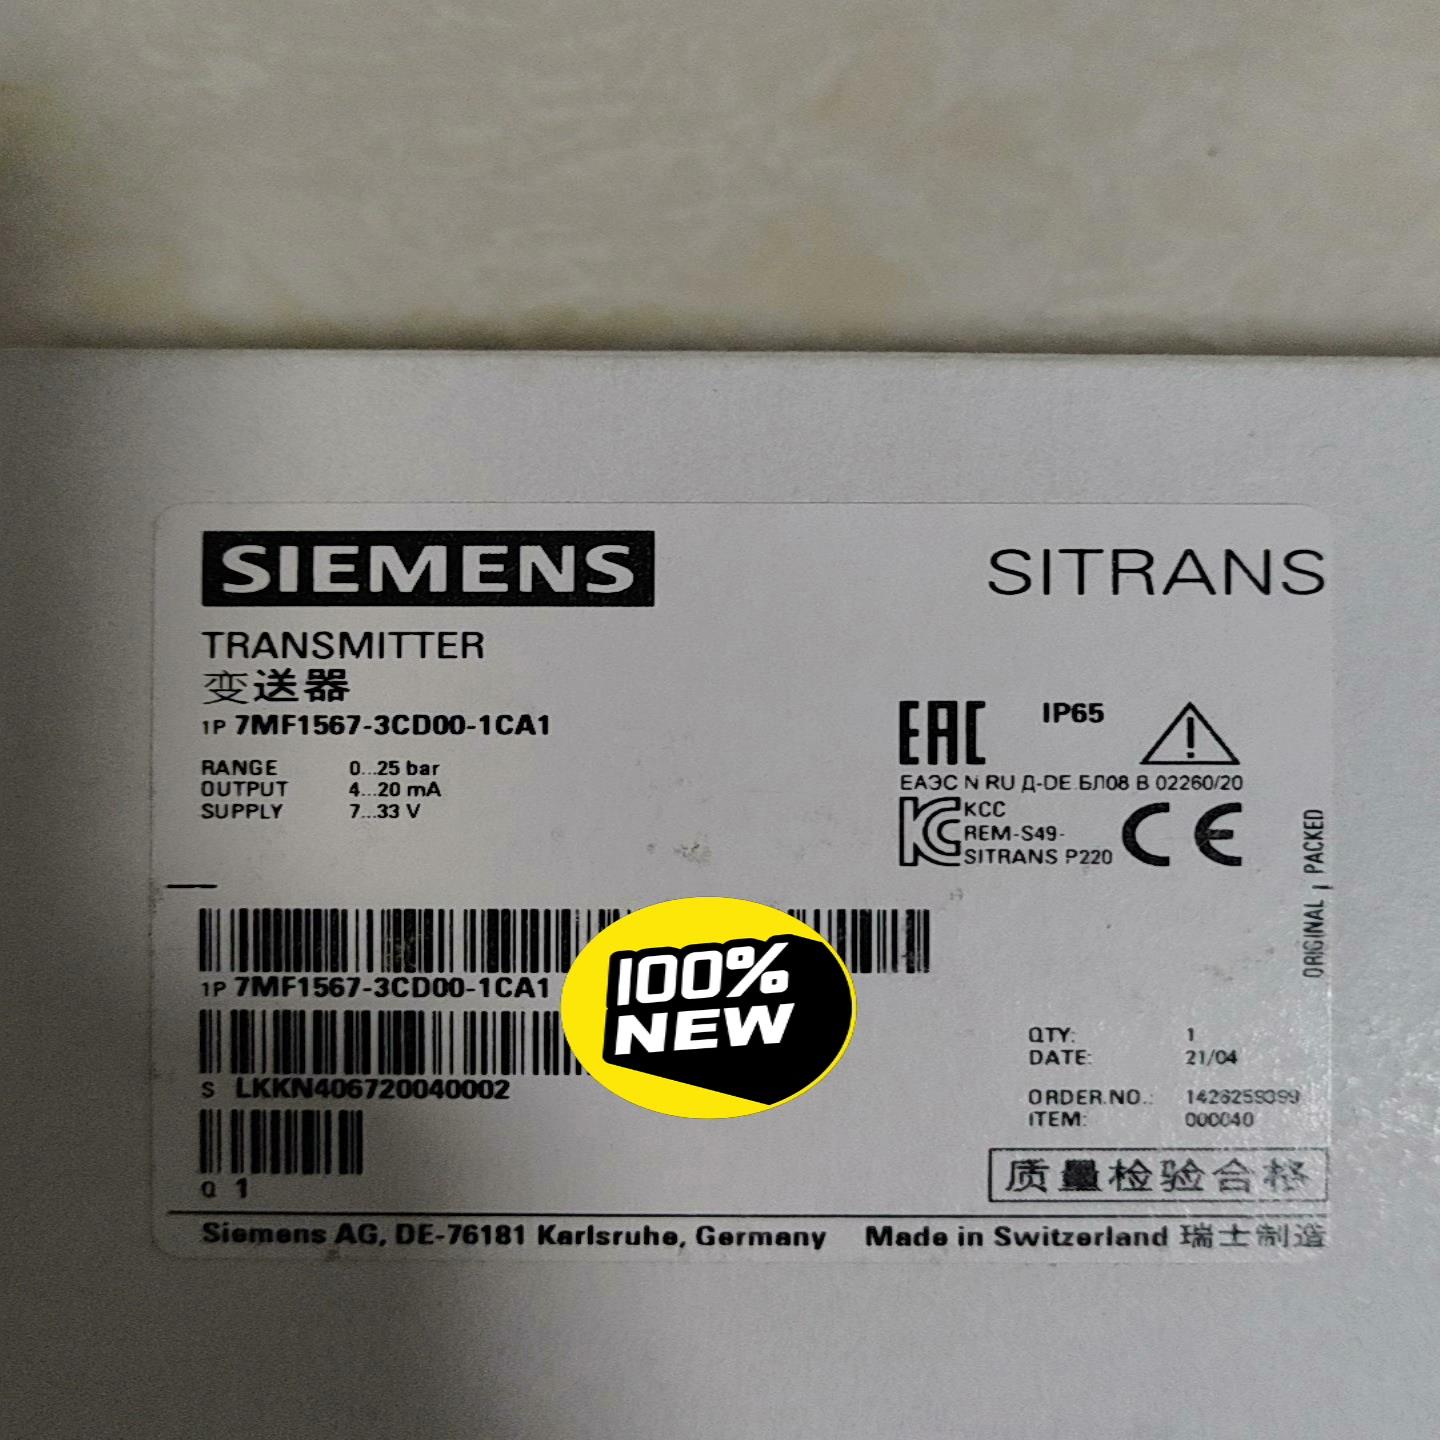 SIEMENS
SITRANS
TRANSMITTER
变送器
1P 7MF1567-3CD00-1CA1
RANGE 0...25 bar
OUTPUT 4...20 mA
SUPPLY 7...33 V
EAC IP65
ЕАЭС N RU Д-DE.БЛ08 В 02260/20
KCC
REM-S49-
SITRANS P220
CE
ORIGINAL | PACKED
1P 7MF1567-3CD00-1CA1
100%
NEW
S LKKN406720040002
Q 1
QTY: 1
DATE: 21/04
ORDER.NO.:
ITEM: 000040
质量检验合格
Siemens AG, DE-76181 Karlsruhe, Germany Made in Switzerland 瑞士制造